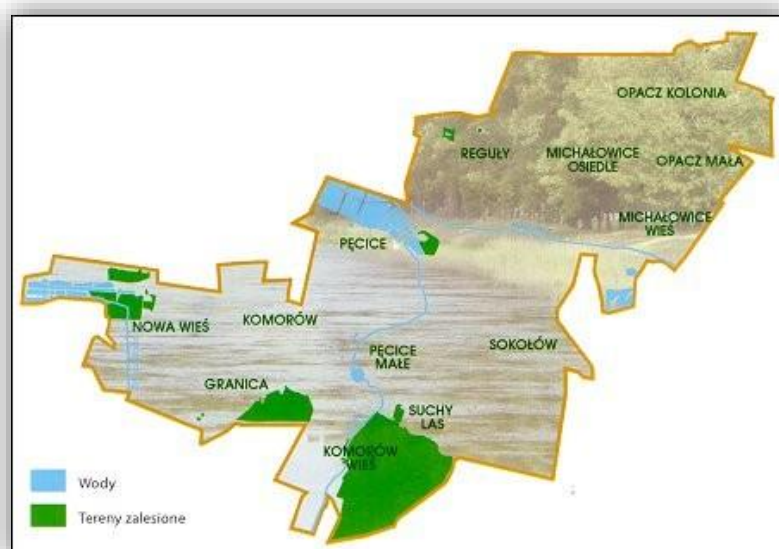 OPACZ KOLONIA
REGUŁY
MICHAŁOWICE
OSIEDLE
OPACZ MAŁA
MICHAŁOWICE
WIEŚ
PĘCICE
NOWA WIEŚ
KOMORÓW
PĘCICE
MAŁE
SOKOŁÓW
GRANICA
SUCHY
LAS
KOMORÓW
WIEŚ
Wody
Tereny zalesione